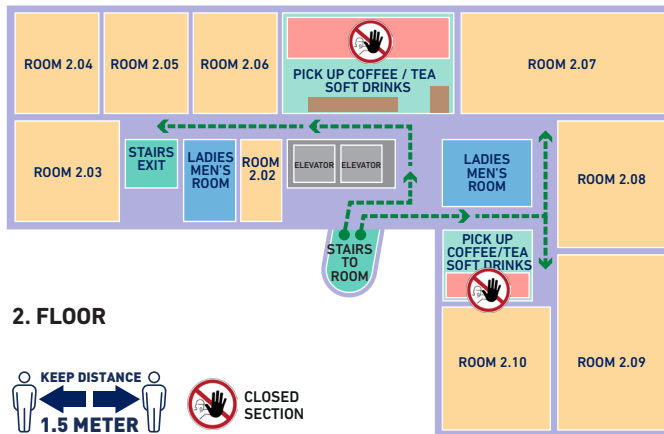 ROOM 2.04
ROOM 2.05
ROOM 2.06
PICK UP COFFEE / TEA
SOFT DRINKS
ROOM 2.07
ROOM 2.03
STAIRS
EXIT
LADIES
MEN'S
ROOM
ROOM
2.02
ELEVATOR
ELEVATOR
LADIES
MEN'S
ROOM
ROOM 2.08
STAIRS
TO
ROOM
PICK UP
COFFEE/TEA
SOFT DRINKS
2. FLOOR
ROOM 2.10
ROOM 2.09
KEEP DISTANCE
1.5 METER
CLOSED
SECTION